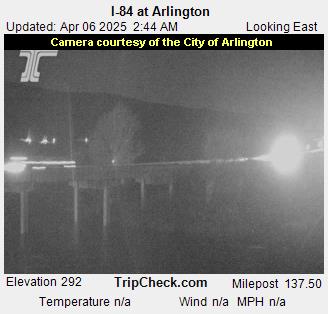 I-84 at Arlington
Updated: Apr 06 2025 2:44 AM Looking East
Camera courtesy of the City of Arlington
Elevation 292 TripCheck.com Milepost 137.50
Temperature n/a Wind n/a MPH n/a